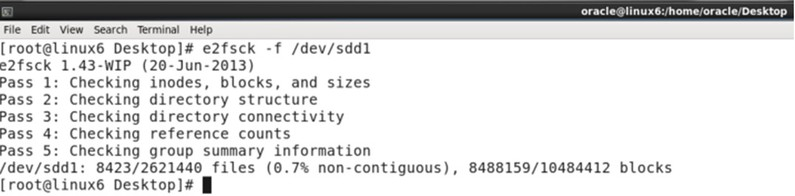 oracle@linux6:/home/oracle/Desktop
File Edit View Search Terminal Help
[root@linux6 Desktop]# e2fsck -f /dev/sdd1
e2fsck 1.43-WIP (20-Jun-2013)
Pass 1: Checking inodes, blocks, and sizes
Pass 2: Checking directory structure
Pass 3: Checking directory connectivity
Pass 4: Checking reference counts
Pass 5: Checking group summary information
/dev/sdd1: 8423/2621440 files (0.7% non-contiguous), 8488159/10484412 blocks
[root@linux6 Desktop]#